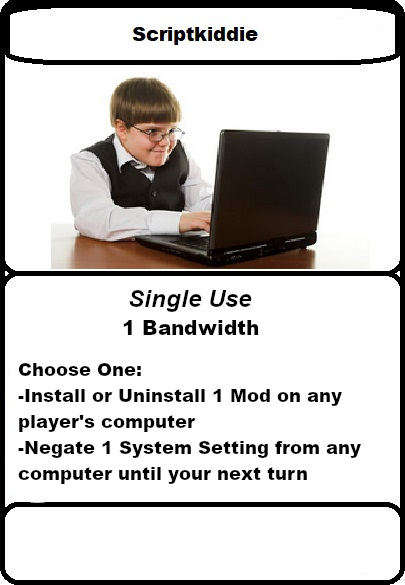 Scriptkiddie
Single Use
1 Bandwidth
Choose One:
-Install or Uninstall 1 Mod on any
player's computer
-Negate 1 System Setting from any
computer until your next turn